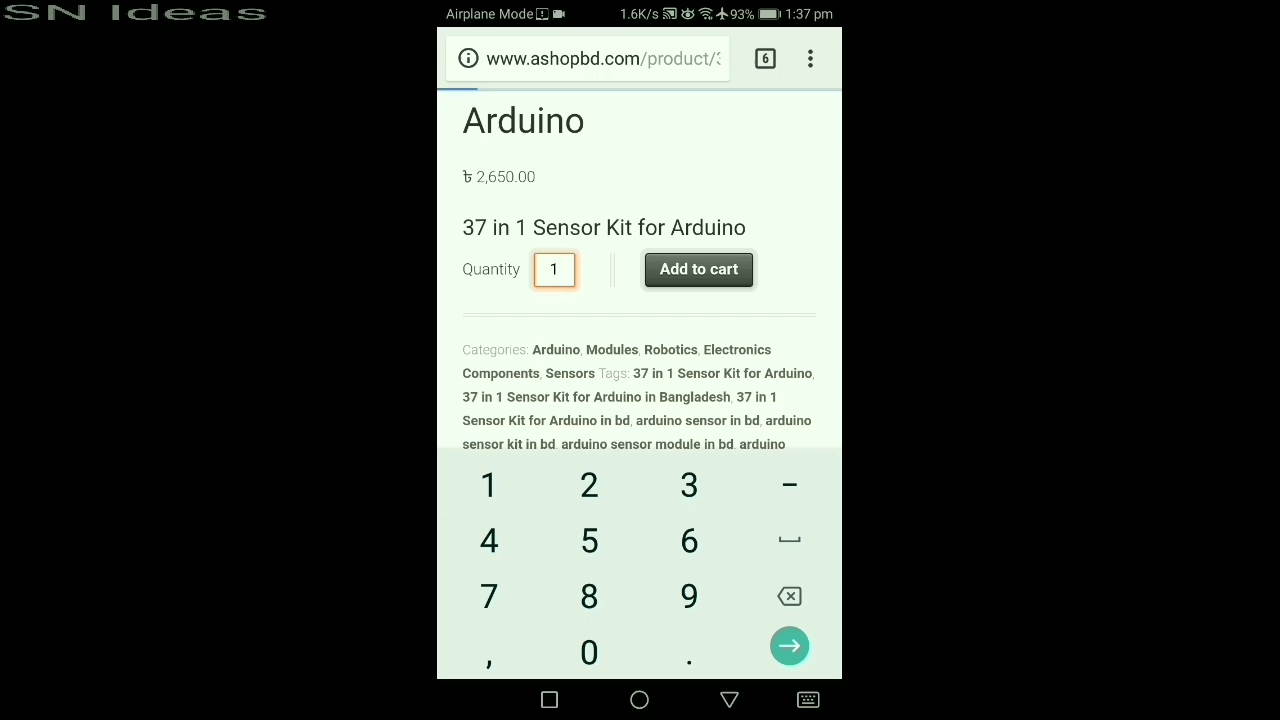 SN Ideas
Airplane Mode 1.6K/s 93% 1:37 pm
www.ashopbd.com/product/3
6
Arduino
৳ 2,650.00
37 in 1 Sensor Kit for Arduino
Quantity 1 Add to cart
Categories: Arduino, Modules, Robotics, Electronics
Components, Sensors Tags: 37 in 1 Sensor Kit for Arduino,
37 in 1 Sensor Kit for Arduino in Bangladesh, 37 in 1
Sensor Kit for Arduino in bd, arduino sensor in bd, arduino
sensor kit in bd, arduino sensor module in bd, arduino
1 2 3 -
4 5 6
7 8 9
, 0 .